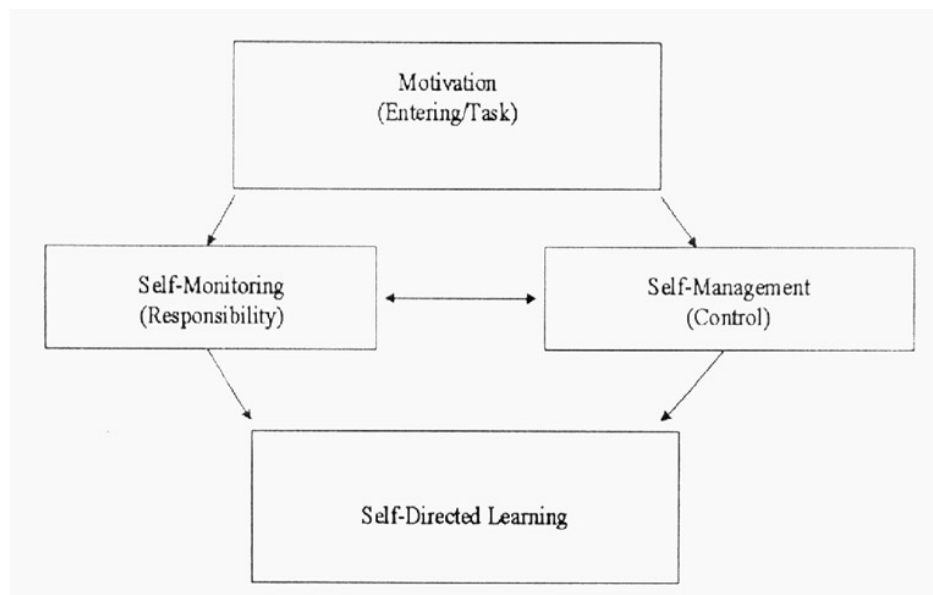 Motivation
(Entering/Task)
Self-Monitoring
(Responsibility)
Self-Management
(Control)
Self-Directed Learning